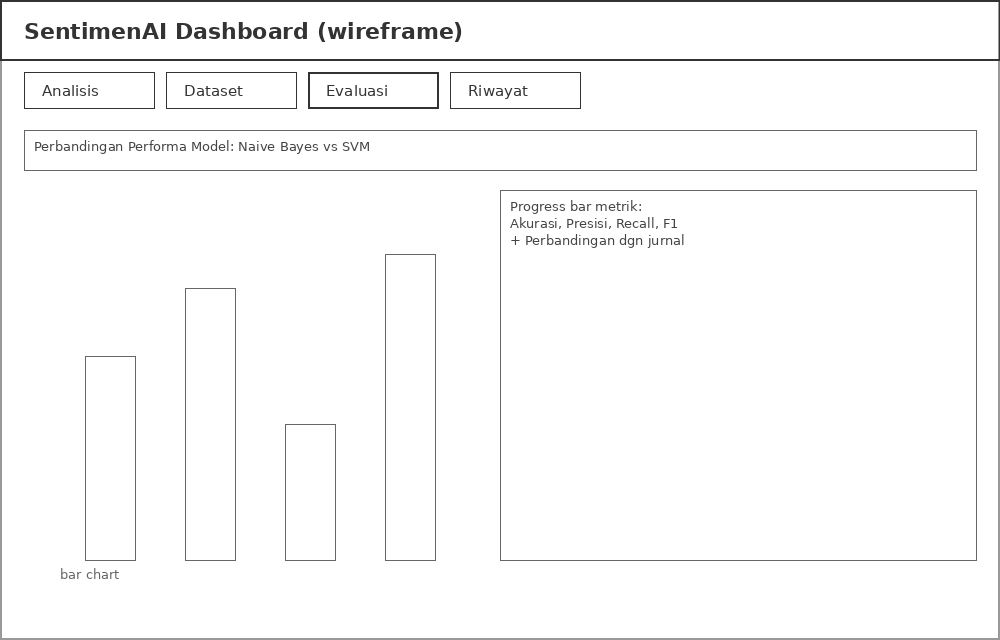 SentimenAI Dashboard (wireframe)
Analisis
Dataset
Evaluasi
Riwayat
Perbandingan Performa Model: Naive Bayes vs SVM
Progress bar metrik:
Akurasi, Presisi, Recall, F1
+ Perbandingan dgn jurnal
bar chart